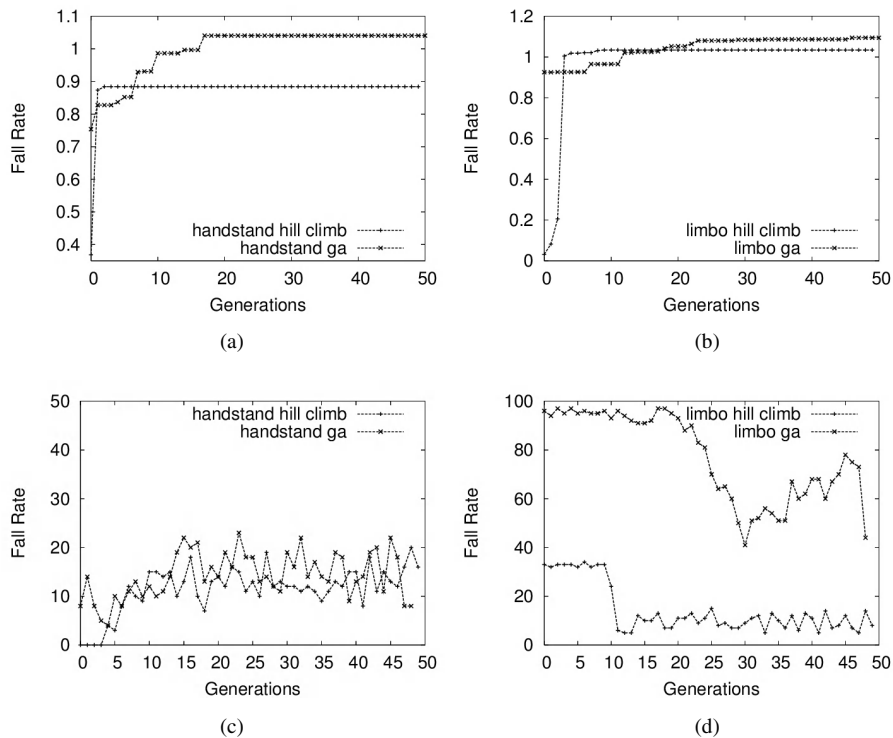 1.1
1
0.9
0.8
0.7
0.6
0.5
0.4
Fall Rate
handstand hill climb
handstand ga
0 10 20 30 40 50
Generations
(a)
1.2
1
0.8
0.6
0.4
0.2
0
Fall Rate
limbo hill climb
limbo ga
0 10 20 30 40 50
Generations
(b)
50
40
30
20
10
0
Fall Rate
handstand hill climb
handstand ga
0 5 10 15 20 25 30 35 40 45 50
Generations
(c)
100
80
60
40
20
0
Fall Rate
limbo hill climb
limbo ga
0 5 10 15 20 25 30 35 40 45 50
Generations
(d)